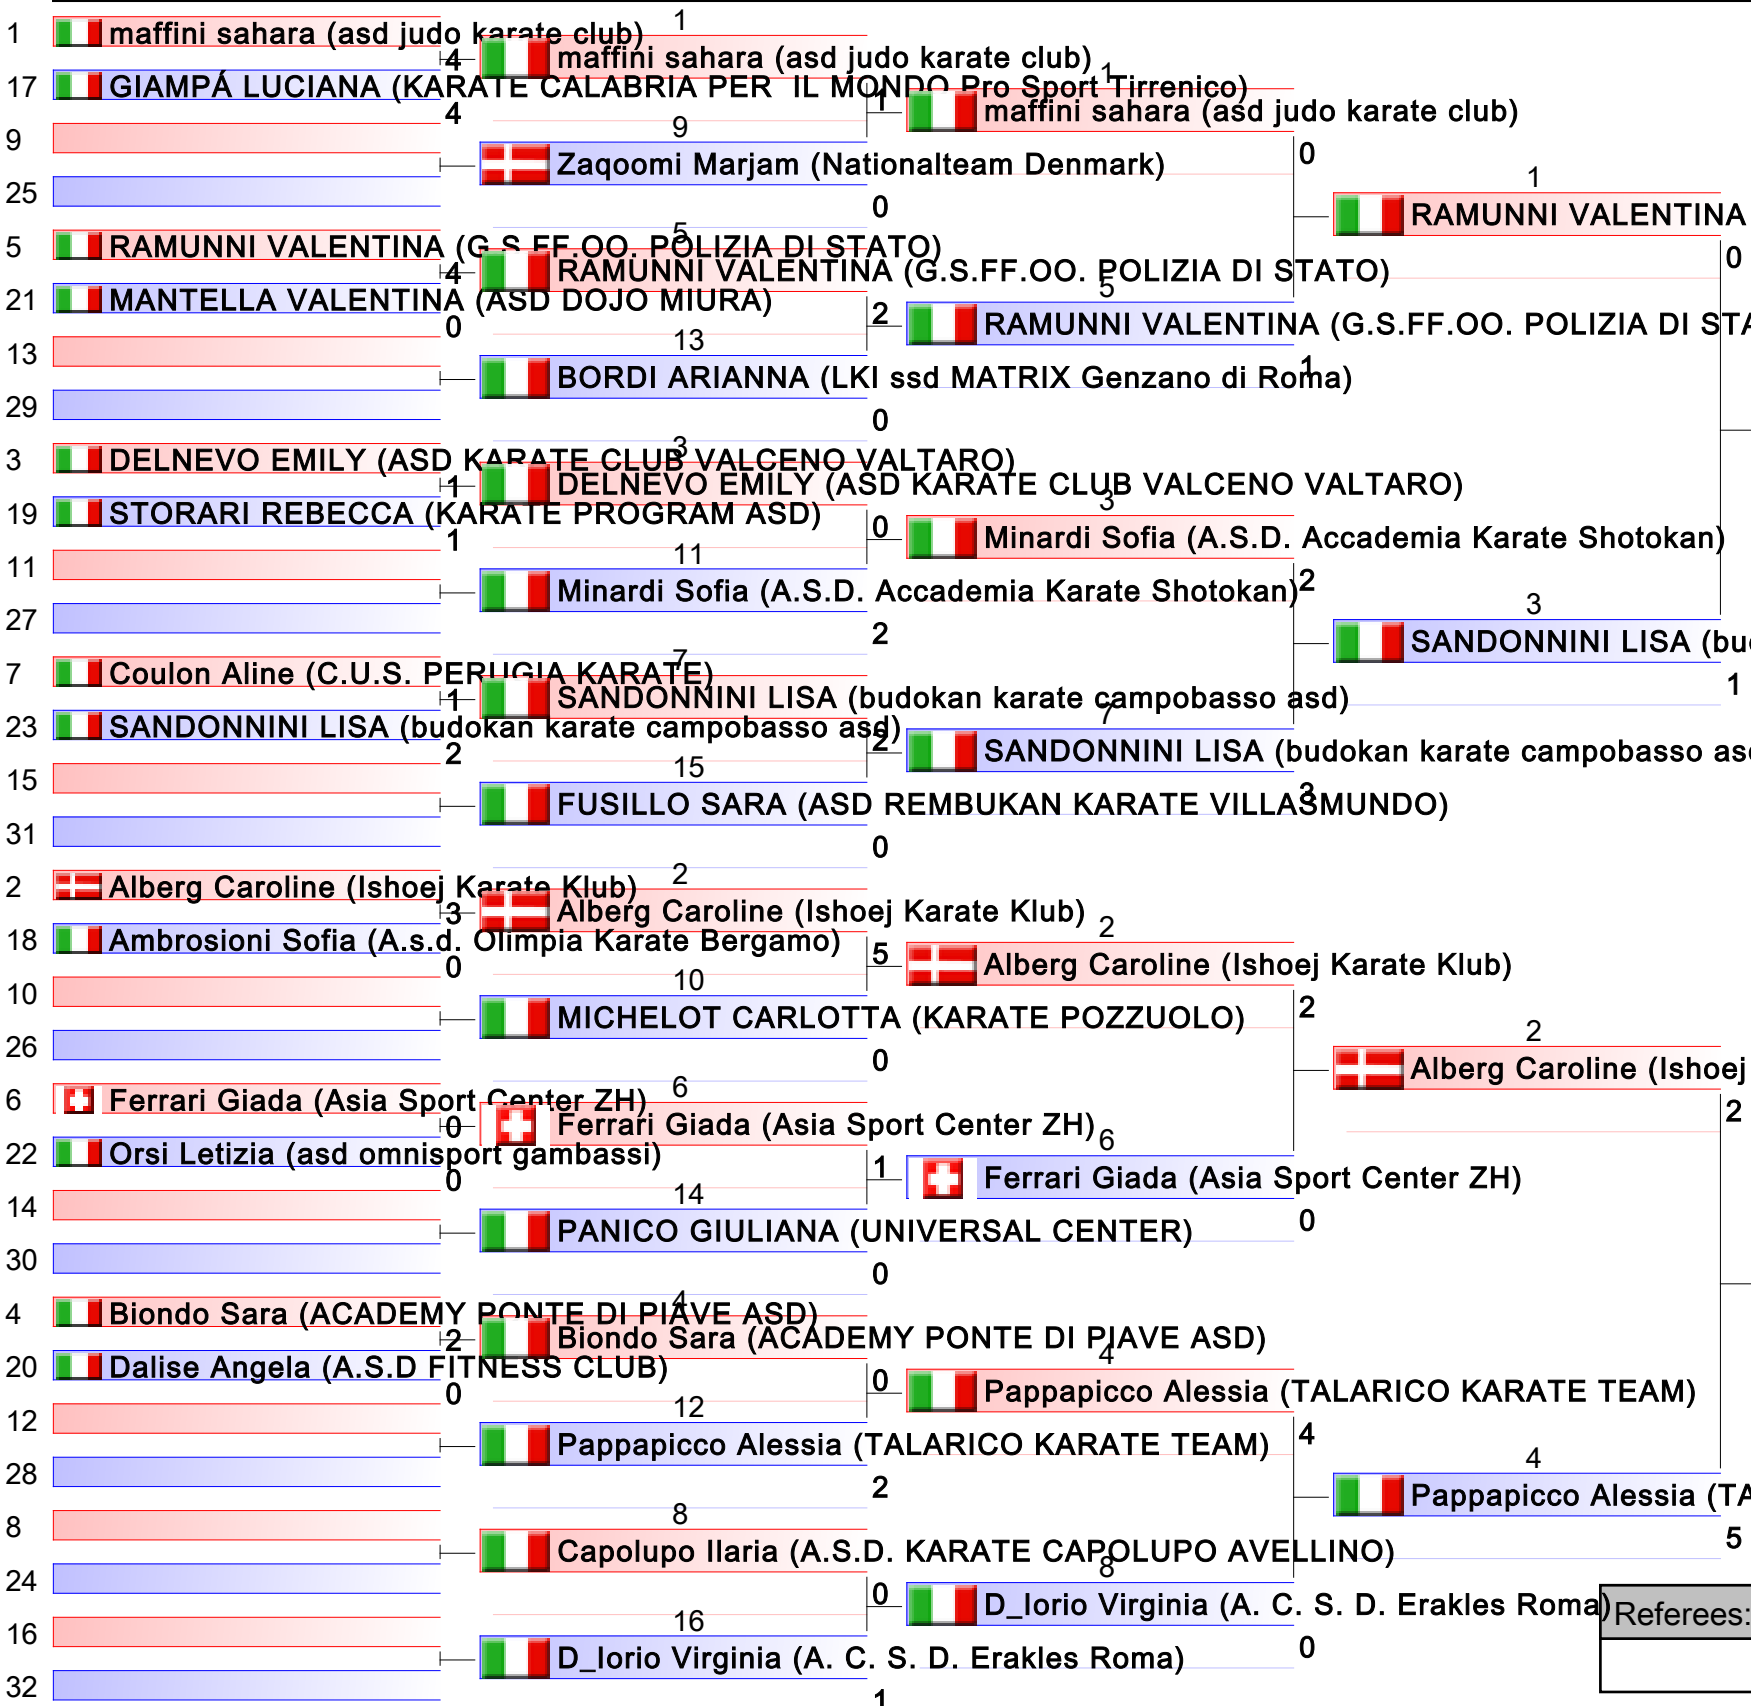 1 maffini sahara (asd judo karate club)
4
17 GIAMPÁ LUCIANA (KARATE CALABRIA PER IL MONDO Pro Sport Tirrenico)
4
9
25
5 RAMUNNI VALENTINA (G.S.FF.OO. POLIZIA DI STATO)
4
21 MANTELLA VALENTINA (ASD DOJO MIURA)
0
13
29
3 DELNEVO EMILY (ASD KARATE CLUB VALCENO VALTARO)
1
19 STORARI REBECCA (KARATE PROGRAM ASD)
1
11
27
7 Coulon Aline (C.U.S. PERUGIA KARATE)
1
23 SANDONNINI LISA (budokan karate campobasso asd)
2
15
31
2 Alberg Caroline (Ishoej Karate Klub)
3
18 Ambrosioni Sofia (A.s.d. Olimpia Karate Bergamo)
0
10
26
6 Ferrari Giada (Asia Sport Center ZH)
0
22 Orsi Letizia (asd omnisport gambassi)
0
14
30
4 Biondo Sara (ACADEMY PONTE DI PIAVE ASD)
2
20 Dalise Angela (A.S.D FITNESS CLUB)
0
12
28
8
24
16
32
1
maffini sahara (asd judo karate club)
1
9
Zaqoomi Marjam (Nationalteam Denmark)
0
5
RAMUNNI VALENTINA (G.S.FF.OO. POLIZIA DI STATO)
2
13
BORDI ARIANNA (LKI ssd MATRIX Genzano di Roma)
0
3
DELNEVO EMILY (ASD KARATE CLUB VALCENO VALTARO)
0
11
Minardi Sofia (A.S.D. Accademia Karate Shotokan)
2
7
SANDONNINI LISA (budokan karate campobasso asd)
2
15
FUSILLO SARA (ASD REMBUKAN KARATE VILLASMUNDO)
0
2
Alberg Caroline (Ishoej Karate Klub)
5
10
MICHELOT CARLOTTA (KARATE POZZUOLO)
0
6
Ferrari Giada (Asia Sport Center ZH)
1
14
PANICO GIULIANA (UNIVERSAL CENTER)
0
4
Biondo Sara (ACADEMY PONTE DI PIAVE ASD)
0
12
Pappapicco Alessia (TALARICO KARATE TEAM)
2
8
Capolupo Ilaria (A.S.D. KARATE CAPOLUPO AVELLINO)
0
16
D_Iorio Virginia (A. C. S. D. Erakles Roma)
1
1
maffini sahara (asd judo karate club)
0
5
RAMUNNI VALENTINA (G.S.FF.OO. POLIZIA DI STA
1
3
Minardi Sofia (A.S.D. Accademia Karate Shotokan)
2
7
SANDONNINI LISA (budokan karate campobasso asd
3
2
Alberg Caroline (Ishoej Karate Klub)
2
6
Ferrari Giada (Asia Sport Center ZH)
0
4
Pappapicco Alessia (TALARICO KARATE TEAM)
4
8
D_Iorio Virginia (A. C. S. D. Erakles Roma)
0
1
RAMUNNI VALENTINA
0
3
SANDONNINI LISA (bud
1
2
Alberg Caroline (Ishoej
2
4
Pappapicco Alessia (TA
5
Referees: